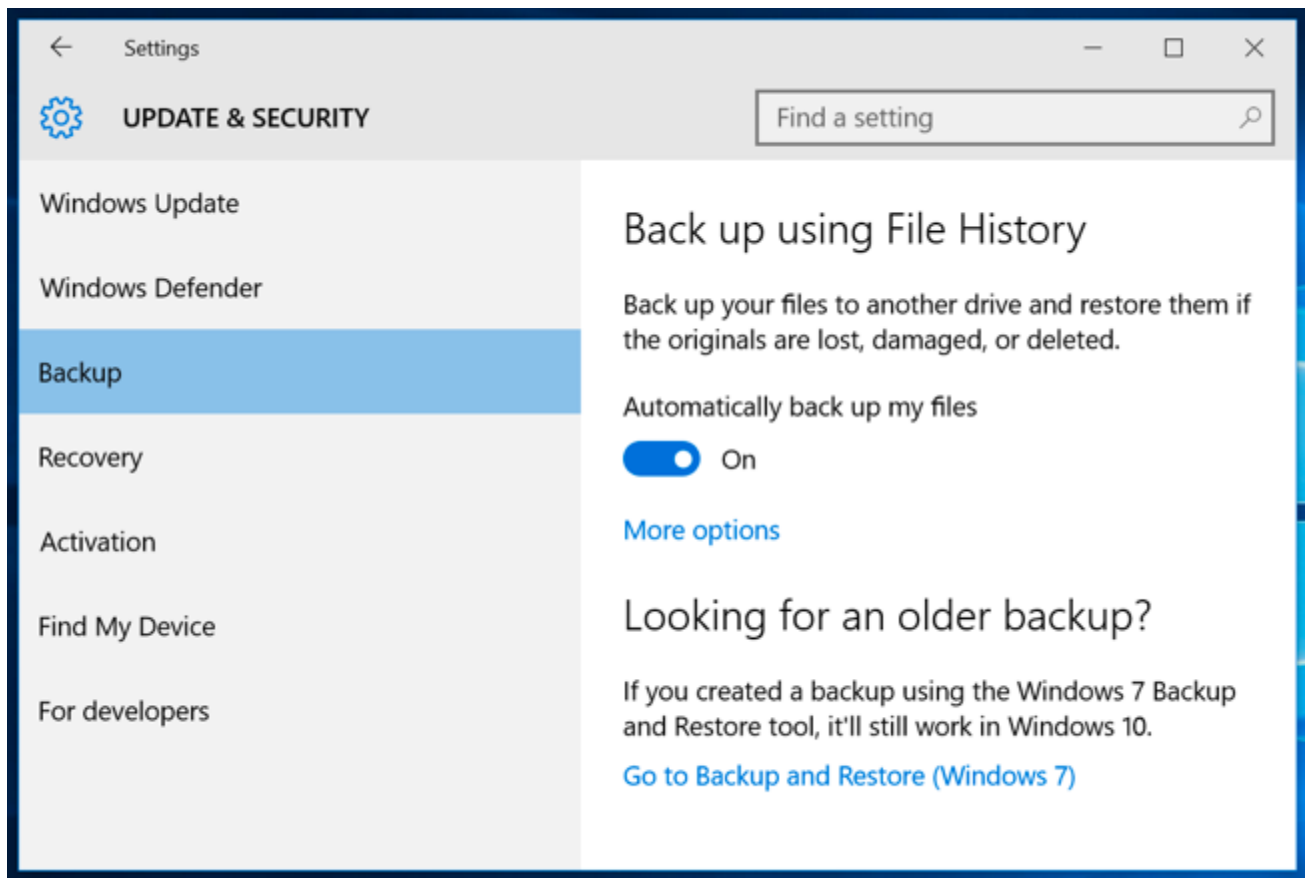 Settings
UPDATE & SECURITY
Find a setting
Windows Update
Windows Defender
Backup
Recovery
Activation
Find My Device
For developers
Back up using File History
Back up your files to another drive and restore them if
the originals are lost, damaged, or deleted.
Automatically back up my files
On
More options
Looking for an older backup?
If you created a backup using the Windows 7 Backup
and Restore tool, it'll still work in Windows 10.
Go to Backup and Restore (Windows 7)